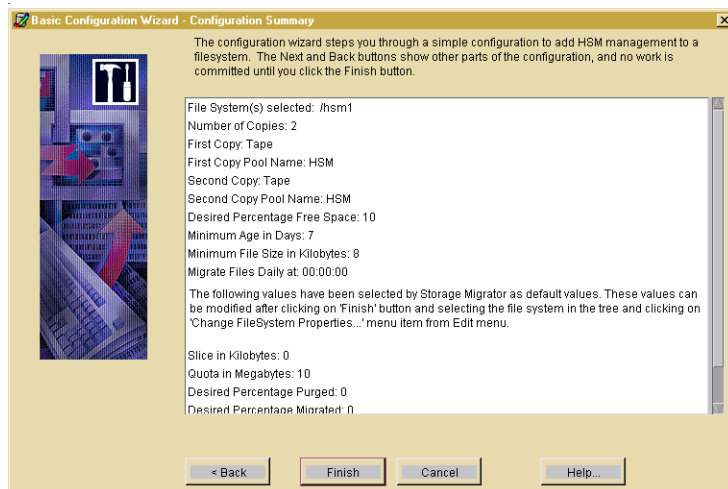 Basic Configuration Wizard - Configuration Summary
The configuration wizard steps you through a simple configuration to add HSM management to a
filesystem. The Next and Back buttons show other parts of the configuration, and no work is
committed until you click the Finish button.
File System(s) selected: /hsm1
Number of Copies: 2
First Copy: Tape
First Copy Pool Name: HSM
Second Copy: Tape
Second Copy Pool Name: HSM
Desired Percentage Free Space: 10
Minimum Age in Days: 7
Minimum File Size in Kilobytes: 8
Migrate Files Daily at: 00:00:00
The following values have been selected by Storage Migrator as default values. These values can
be modified after clicking on 'Finish' button and selecting the file system in the tree and clicking on
'Change FileSystem Properties...' menu item from Edit menu.
Slice in Kilobytes: 0
Quota in Megabytes: 10
Desired Percentage Purged: 0
Desired Percentage Migrated: 0
< Back
Finish
Cancel
Help...